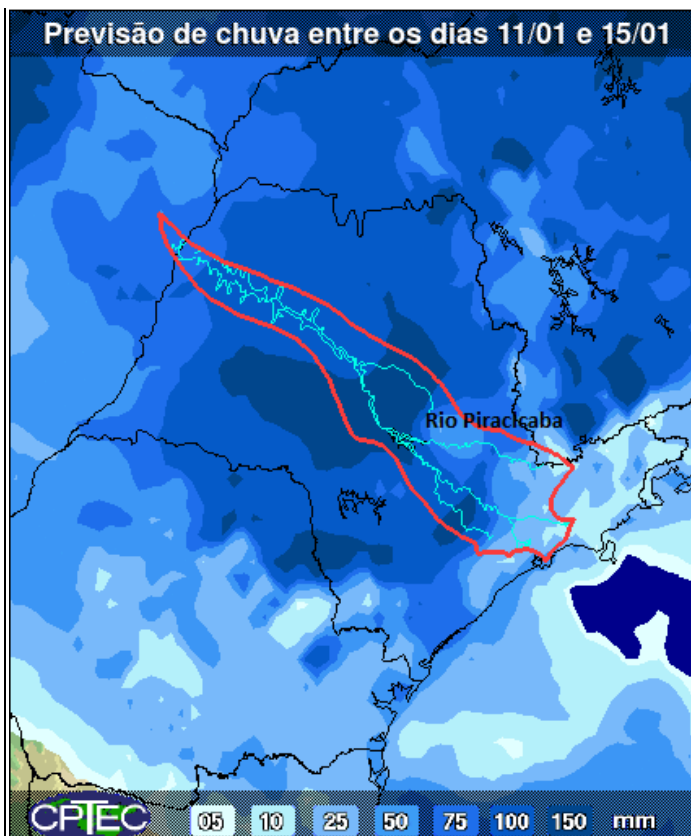 Previsão de chuva entre os dias 11/01 e 15/01
Rio Piracicaba
CPTEC 05 10 25 50 75 100 150 mm